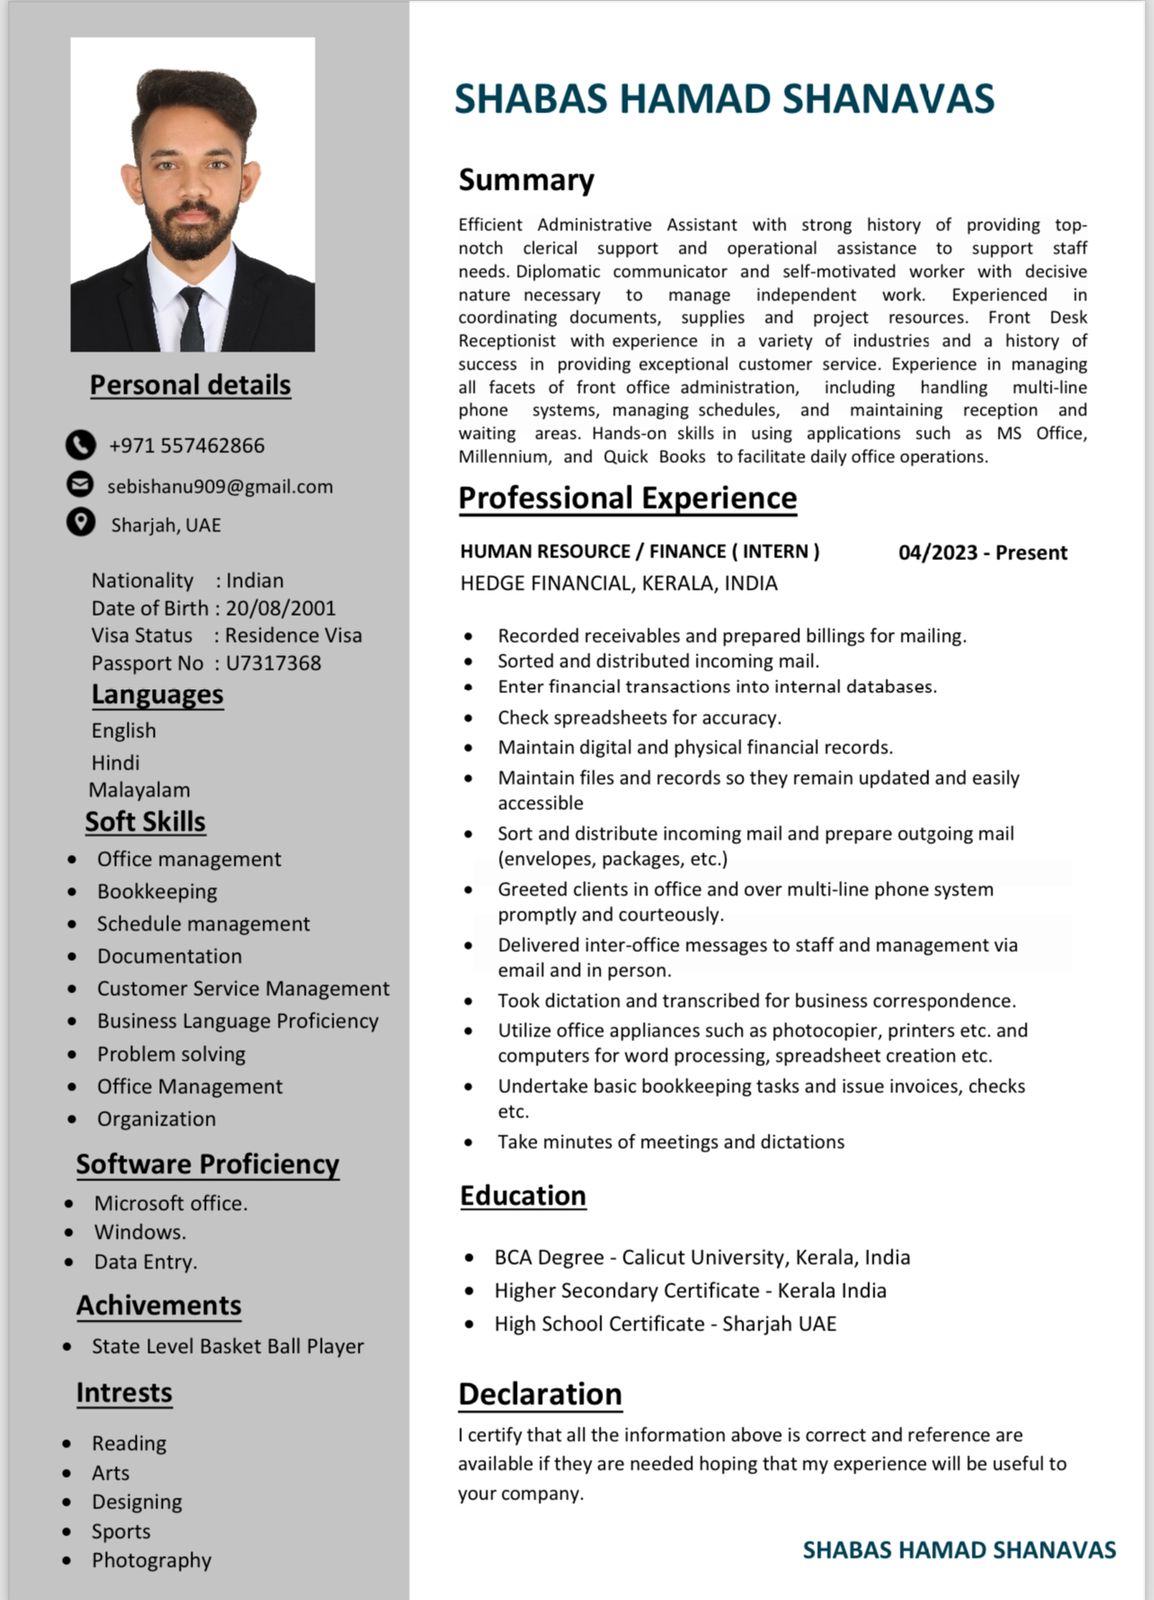 SHABAS HAMAD SHANAVAS
Summary
Efficient Administrative Assistant with strong history of providing top-
notch clerical support and operational assistance to support staff
needs. Diplomatic communicator and self-motivated worker with decisive
nature necessary to manage independent work. Experienced in
coordinating documents, supplies and project resources. Front Desk
Receptionist with experience in a variety of industries and a history of
success in providing exceptional customer service. Experience in managing
all facets of front office administration, including handling multi-line
phone systems, managing schedules, and maintaining reception and
waiting areas. Hands-on skills in using applications such as MS Office,
Millennium, and Quick Books to facilitate daily office operations.
Professional Experience
HUMAN RESOURCE / FINANCE ( INTERN ) 04/2023 - Present
HEDGE FINANCIAL, KERALA, INDIA
• Recorded receivables and prepared billings for mailing.
• Sorted and distributed incoming mail.
• Enter financial transactions into internal databases.
• Check spreadsheets for accuracy.
• Maintain digital and physical financial records.
• Maintain files and records so they remain updated and easily
accessible
• Sort and distribute incoming mail and prepare outgoing mail
(envelopes, packages, etc.)
• Greeted clients in office and over multi-line phone system
promptly and courteously.
• Delivered inter-office messages to staff and management via
email and in person.
• Took dictation and transcribed for business correspondence.
• Utilize office appliances such as photocopier, printers etc. and
computers for word processing, spreadsheet creation etc.
• Undertake basic bookkeeping tasks and issue invoices, checks
etc.
• Take minutes of meetings and dictations
Education
• BCA Degree - Calicut University, Kerala, India
• Higher Secondary Certificate - Kerala India
• High School Certificate - Sharjah UAE
Declaration
I certify that all the information above is correct and reference are
available if they are needed hoping that my experience will be useful to
your company.
SHABAS HAMAD SHANAVAS
Personal details
+971 557462866
sebishanu909@gmail.com
Sharjah, UAE
Nationality : Indian
Date of Birth : 20/08/2001
Visa Status : Residence Visa
Passport No : U7317368
Languages
English
Hindi
Malayalam
Soft Skills
• Office management
• Bookkeeping
• Schedule management
• Documentation
• Customer Service Management
• Business Language Proficiency
• Problem solving
• Office Management
• Organization
Software Proficiency
• Microsoft office.
• Windows.
• Data Entry.
Achivements
• State Level Basket Ball Player
Intrests
• Reading
• Arts
• Designing
• Sports
• Photography